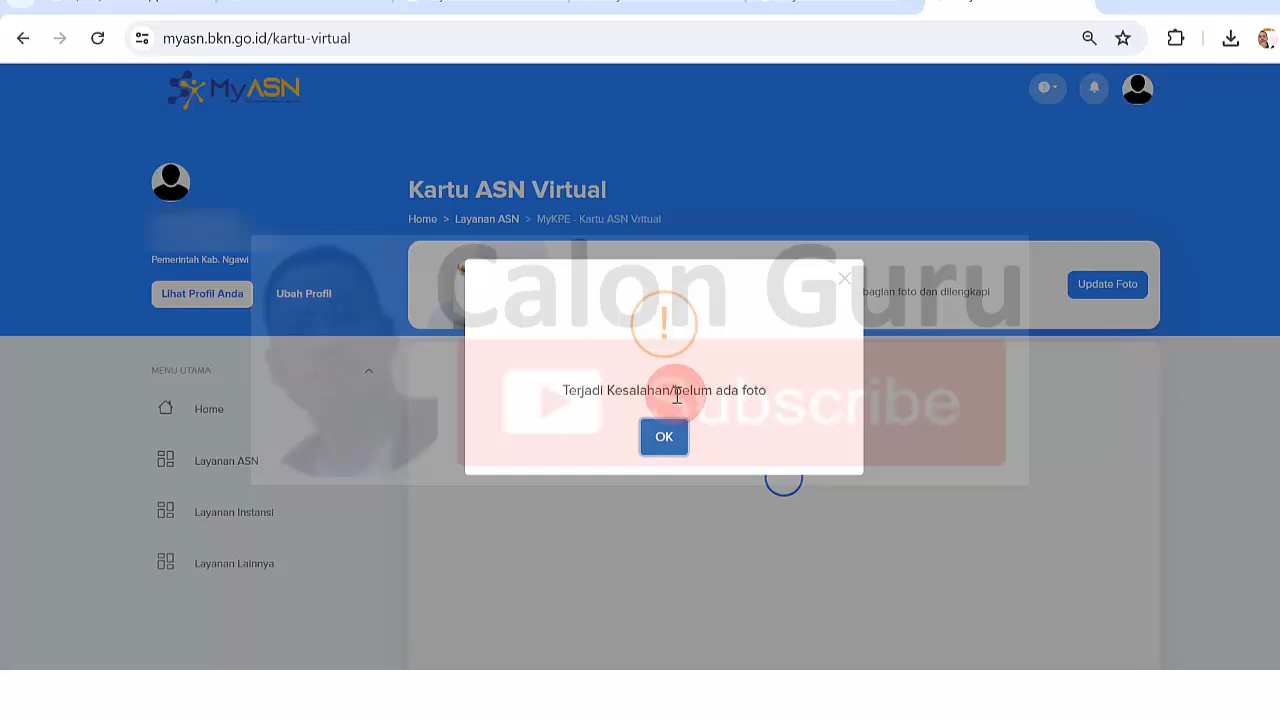 myasn.bkn.go.id/kartu-virtual
MyASN
Kartu ASN Virtual
Home > Layanan ASN > MyKPE - Kartu ASN Vritual
Pemerintah Kab. Ngawi
Lihat Profil Anda
Ubah Profil
Calon Guru
bagian foto dan dilengkapi
Update Foto
!
MENU UTAMA
Terjadi Kesalahan/belum ada foto
Subscribe
OK
Home
Layanan ASN
Layanan Instansi
Layanan Lainnya